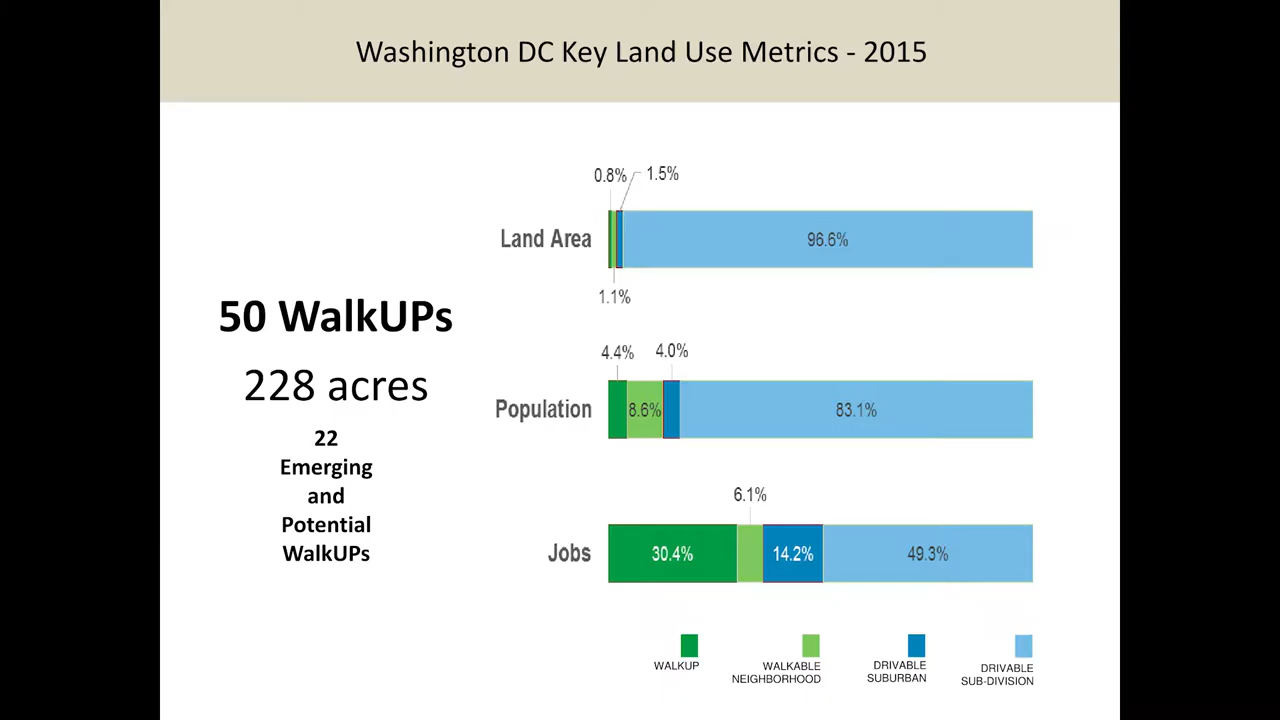 Washington DC Key Land Use Metrics - 2015
50 WalkUPs
228 acres
22
Emerging
and
Potential
WalkUPs
0.8%
1.5%
Land Area
96.6%
1.1%
4.4%
4.0%
Population
8.6%
83.1%
6.1%
Jobs
30.4%
14.2%
49.3%
WALKUP
WALKABLE
NEIGHBORHOOD
DRIVABLE
SUBURBAN
DRIVABLE
SUB-DIVISION